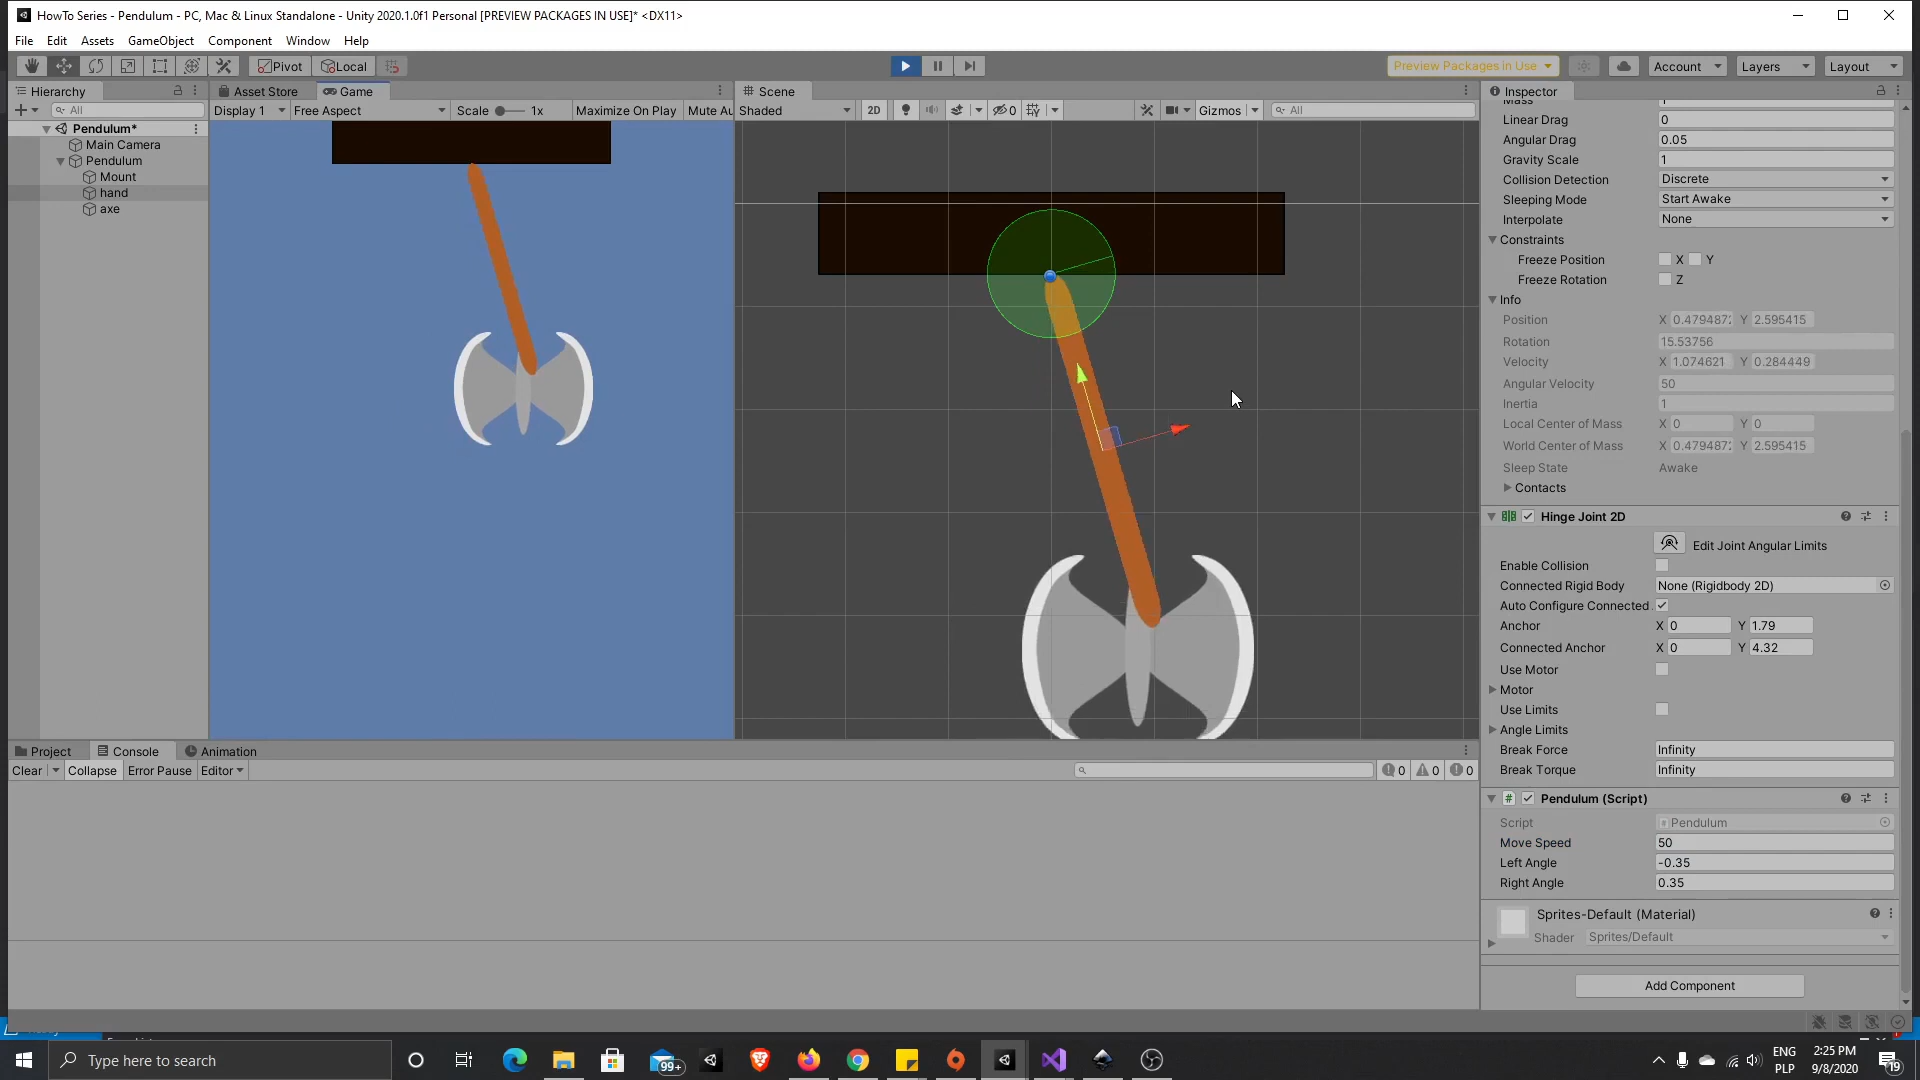 HowTo Series - Pendulum - PC, Mac & Linux Standalone - Unity 2020.1.0f1 Personal [PREVIEW PACKAGES IN USE]* <DX11>
File Edit Assets GameObject Component Window Help
Pivot Local Preview Packages in Use Account Layers Layout
Hierarchy Asset Store Game Scene Inspector
All Display 1 Free Aspect Scale 1x Maximize On Play Mute Au Shaded 2D 0 Gizmos All
Pendulum*
Main Camera
Pendulum
Mount
hand
axe
Mass 1
Linear Drag 0
Angular Drag 0.05
Gravity Scale 1
Collision Detection Discrete
Sleeping Mode Start Awake
Interpolate None
Constraints
Freeze Position X Y
Freeze Rotation Z
Info
Position X 0.479487 Y 2.595415
Rotation 15.53756
Velocity X 1.074621 Y 0.284449
Angular Velocity 50
Inertia 1
Local Center of Mass X 0 Y 0
World Center of Mass X 0.479487 Y 2.595415
Sleep State Awake
Contacts
Hinge Joint 2D
Edit Joint Angular Limits
Enable Collision
Connected Rigid Body None (Rigidbody 2D)
Auto Configure Connected
Anchor X 0 Y 1.79
Connected Anchor X 0 Y 4.32
Use Motor
Motor
Use Limits
Angle Limits
Break Force Infinity
Break Torque Infinity
# Pendulum (Script)
Script Pendulum
Move Speed 50
Left Angle -0.35
Right Angle 0.35
Sprites-Default (Material)
Shader Sprites/Default
Add Component
Project Console Animation
Clear Collapse Error Pause Editor 0 0 0
Type here to search
99+
ENG
PLP
2:25 PM
9/8/2020
19